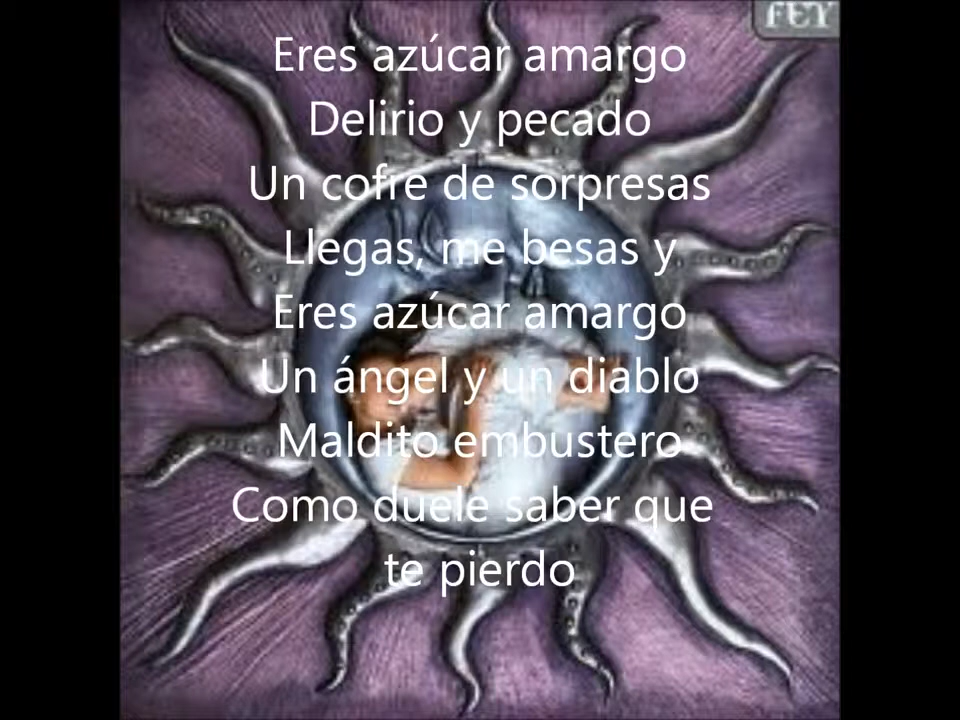 FEY
Eres azúcar amargo
Delirio y pecado
Un cofre de sorpresas
Llegas, me besas y
Eres azúcar amargo
Un ángel y un diablo
Maldito embustero
Como duele saber que
te pierdo